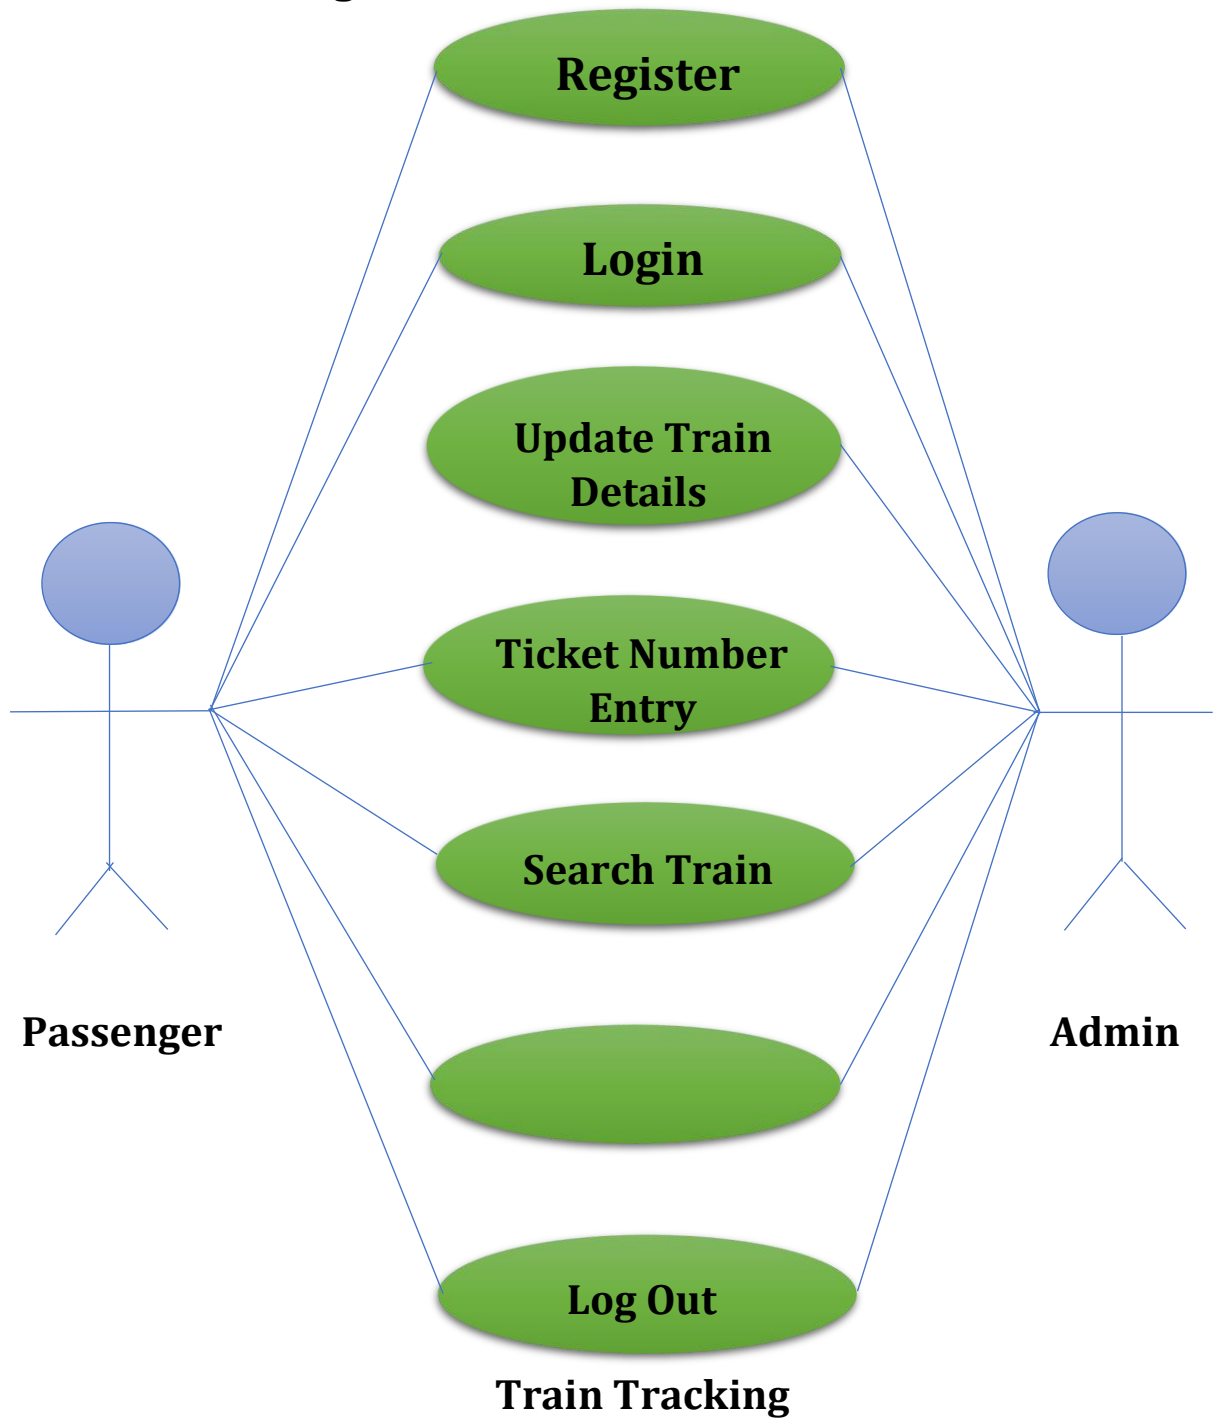 g
Register
Login
Update Train
Details
Ticket Number
Entry
Search Train
Passenger
Admin
Log Out
Train Tracking